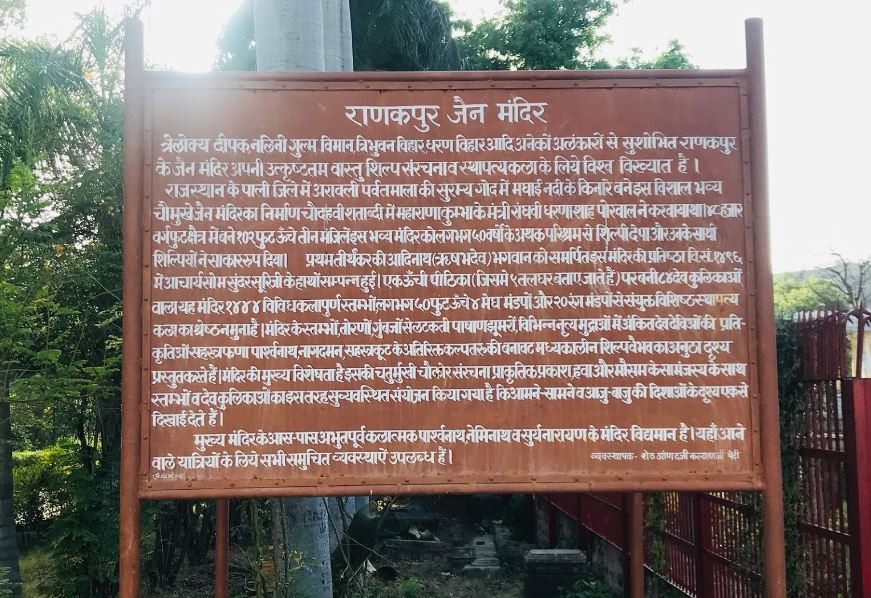 राणकपुर जैन मंदिर
त्रैलोक्य दीपक नलिनी गुल्म विमान, त्रिभुवन विहार, धरण विहार आदि अनेकों अलंकारों से सुशोभित राणकपुर
के जैन मंदिर अपनी उत्कृष्टतम वास्तु शिल्प संरचना व स्थापत्य कला के लिये विश्व विख्यात है ।
राजस्थान के पाली जिले में अरावली पर्वतमाला की सुरम्य गोद में मघाई नदी के किनारे बने इस विशाल भव्य
चौमुखे जैन मंदिर का निर्माण चौदहवी शताब्दी में महाराणा कुम्भा के मंत्री संघवी धरणा शाह पोरवाल ने करवाया था। ४८ हजार
वर्गफुट क्षेत्र में बने १०२ फुट ऊँचे तीन मंजिले इस भव्य मंदिर को लगभग ५० वर्षों के अथक परिश्रम से शिल्पी देपा और उनके साथी
शिल्पियों ने साकार रुप दिया। प्रथम तीर्थंकर की आदिनाथ (ऋषभदेव) भगवान को समर्पित इस मंदिर की प्रतिष्ठा वि.सं. १४९६
में आचार्य सोम सुंदर सूरिजी के हाथों सम्पन्न हुई। एक ऊँची पीठिका (जिसमे ९ तलघर बताए जाते हैं) पर बनी ८४ देव कुलिकाओं
वाला यह मंदिर १४४४ विविध कलापूर्ण स्तम्भों, लगभग ५० फुट ऊँचे ४ मेघ मंडपों और २० रंग मंडपों से संयुक्त विशिष्ठ स्थापत्य
कला का श्रेष्ठतन मुना है। मंदिर के स्तम्भों, तोरणों, गुंबजों से लटकतो पाषाण झूमरों, विभिन्न नृत्य मुद्राओं में अंकित देव देविओं की प्रति
कृतिओं सहस्त्र फणा पार्श्वनाथ, नागदमन सहस्त्रकूट के अतिरिक्त कल्पतरु की बनावट माध्यकालीन शिल्प वैभव का अनुठा दृश्य
प्रस्तुत करते हैं। मंदिर की मुख्य विशेषता है इसकी चतुर्मुखी चौतीर संरचना प्राकृतिक प्रकाश, हवा और मौसम के सामंजस्य के साथ
स्तम्भों व देव कुलिकाओं का इस तरह सुव्यवस्थित संयोजन किया गया है कि आमने-सामने व आजु-बाजु की दिशाओं के दृश्य एक से
दिखाई देते हैं।
मुख्य मंदिर के आस-पास अभुतपूर्व कलात्मक पार्श्वनाथ, नेमिनाथ व सुर्यनारायण के मंदिर विद्यमान है। यहाँ आने
वाले यात्रियों के लिये सभी समुचित व्यवस्थाऐं उपलब्ध हैं।
व्यवस्थापक - शेठ आणदजी कल्याणजी पेढी